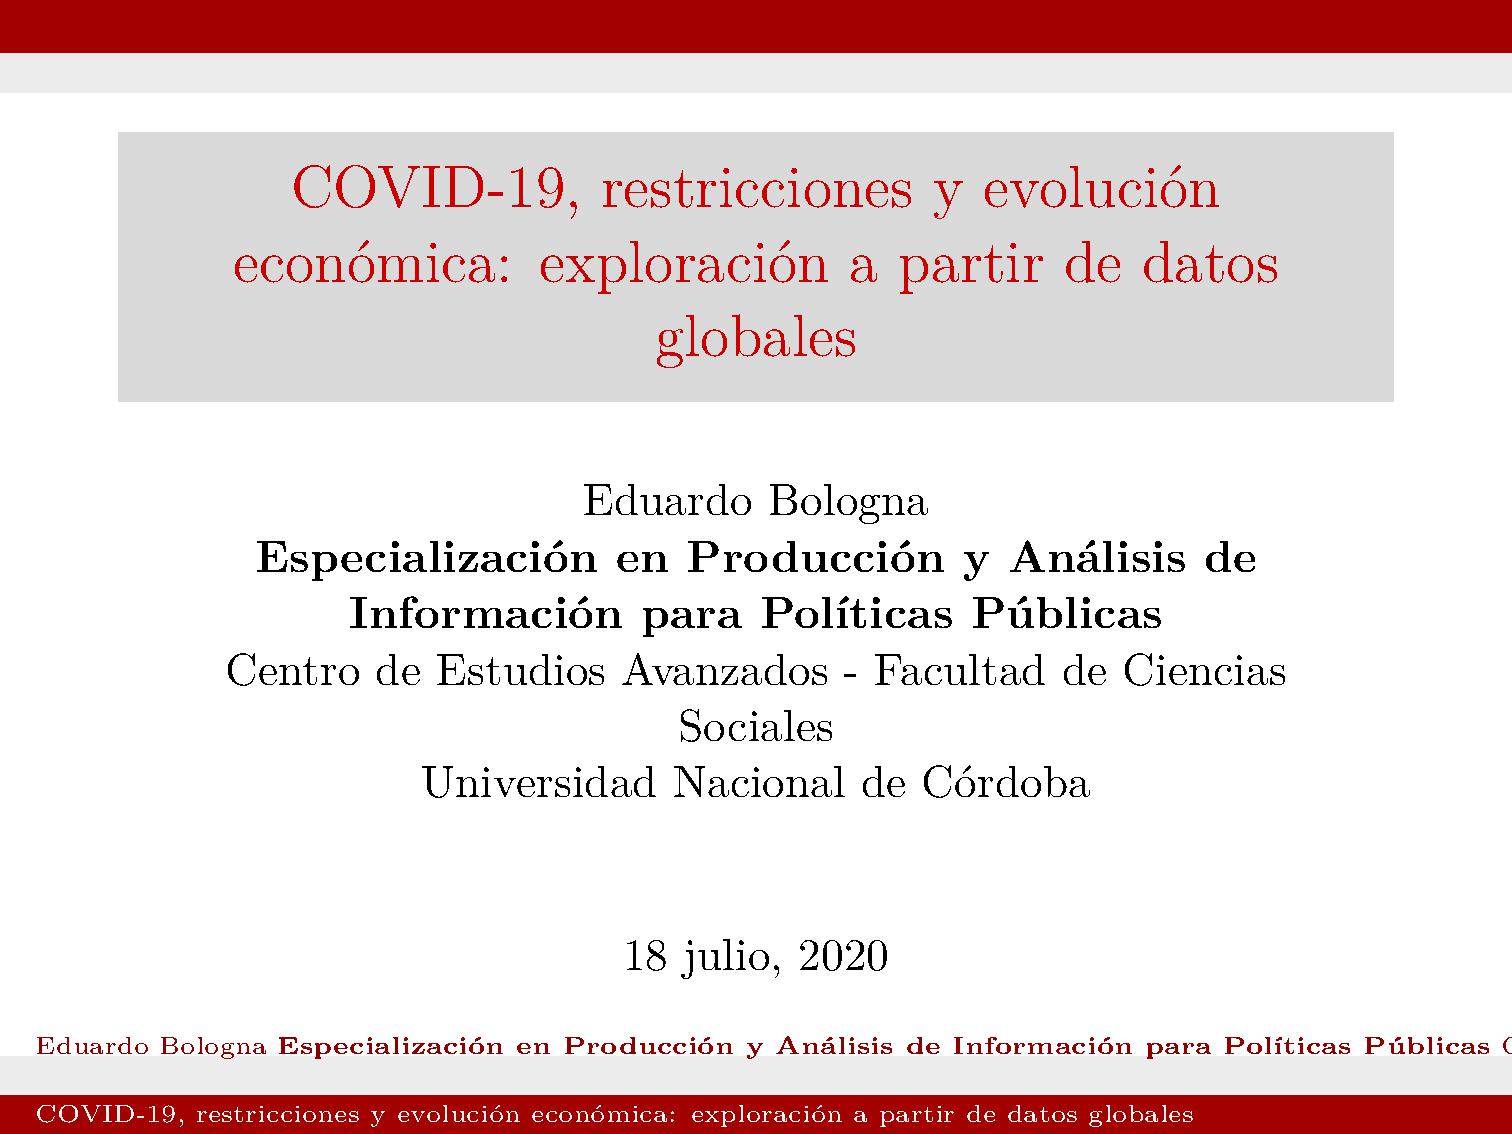 COVID-19, restricciones y evolución
económica: exploración a partir de datos
globales
Eduardo Bologna
Especialización en Producción y Análisis de
Información para Políticas Públicas
Centro de Estudios Avanzados - Facultad de Ciencias
Sociales
Universidad Nacional de Córdoba
18 julio, 2020
Eduardo Bologna Especialización en Producción y Análisis de Información para Políticas Públicas
COVID-19, restricciones y evolución económica: exploración a partir de datos globales